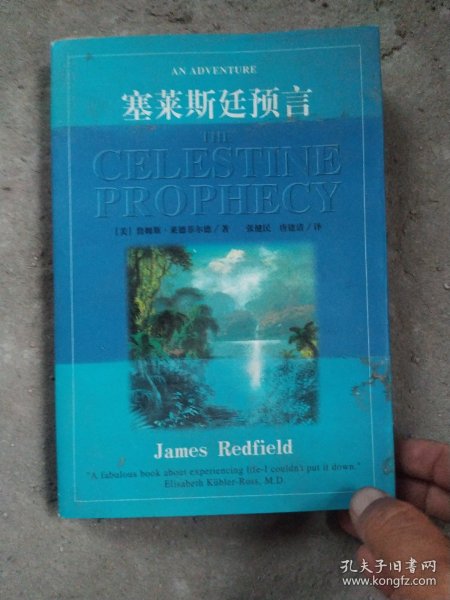 AN ADVENTURE
塞莱斯廷预言
THE
CELESTINE
PROPHECY
［美］詹姆斯·莱德菲尔德／著 张健民 唐建清／译
James Redfield
"A fabulous book about experiencing life-I couldn't put it down."
Elisabeth Kübler-Ross, M.D.
孔夫子旧书网
www.kongfz.com